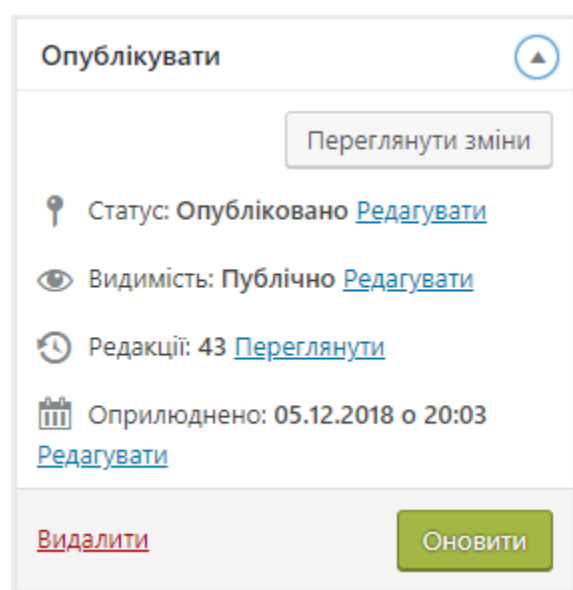 Опублікувати
Переглянути зміни
Статус: Опубліковано Редагувати
Видимість: Публічно Редагувати
Редакції: 43 Переглянути
Оприлюднено: 05.12.2018 о 20:03
Редагувати
Видалити
Оновити